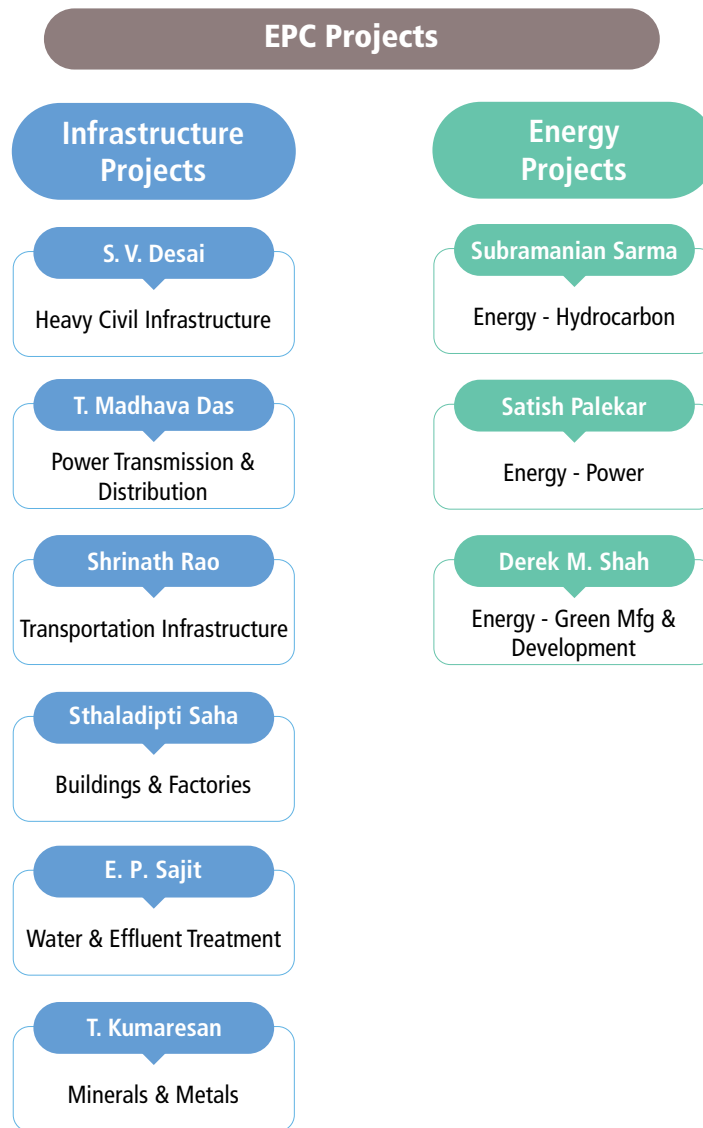 EPC Projects
Infrastructure
Projects
S. V. Desai
Heavy Civil Infrastructure
T. Madhava Das
Power Transmission &
Distribution
Shrinath Rao
Transportation Infrastructure
Sthaladipti Saha
Buildings & Factories
E. P. Sajit
Water & Effluent Treatment
T. Kumaresan
Minerals & Metals
Energy
Projects
Subramanian Sarma
Energy - Hydrocarbon
Satish Palekar
Energy - Power
Derek M. Shah
Energy - Green Mfg &
Development